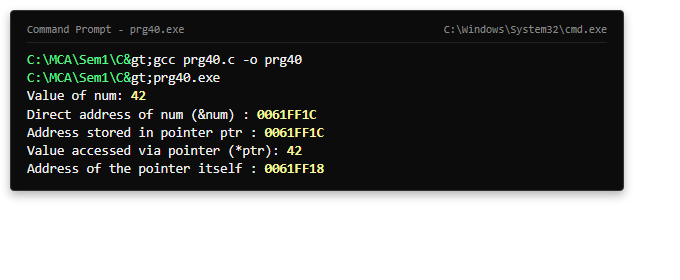 Command Prompt - prg40.exe C:\Windows\System32\cmd.exe
C:\MCA\Sem1\C&gt;gcc prg40.c -o prg40
C:\MCA\Sem1\C&gt;prg40.exe
Value of num: 42
Direct address of num (&num) : 0061FF1C
Address stored in pointer ptr : 0061FF1C
Value accessed via pointer (*ptr): 42
Address of the pointer itself : 0061FF18